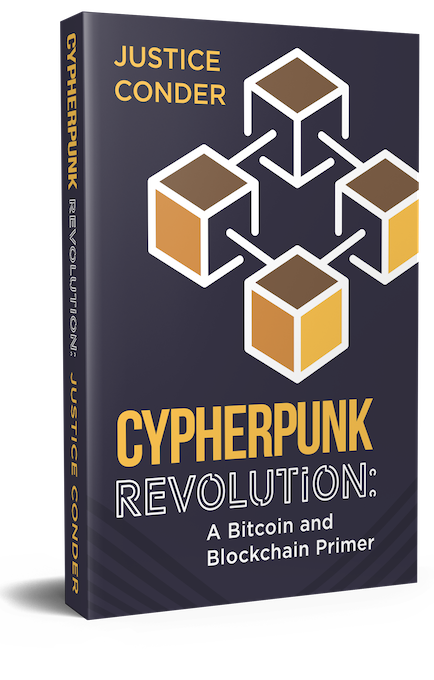 JUSTICE
CONDER
CYPHERPUNK
REVOLUTION:
A Bitcoin and
Blockchain Primer
CYPHERPUNK REVOLUTION: JUSTICE CONDER